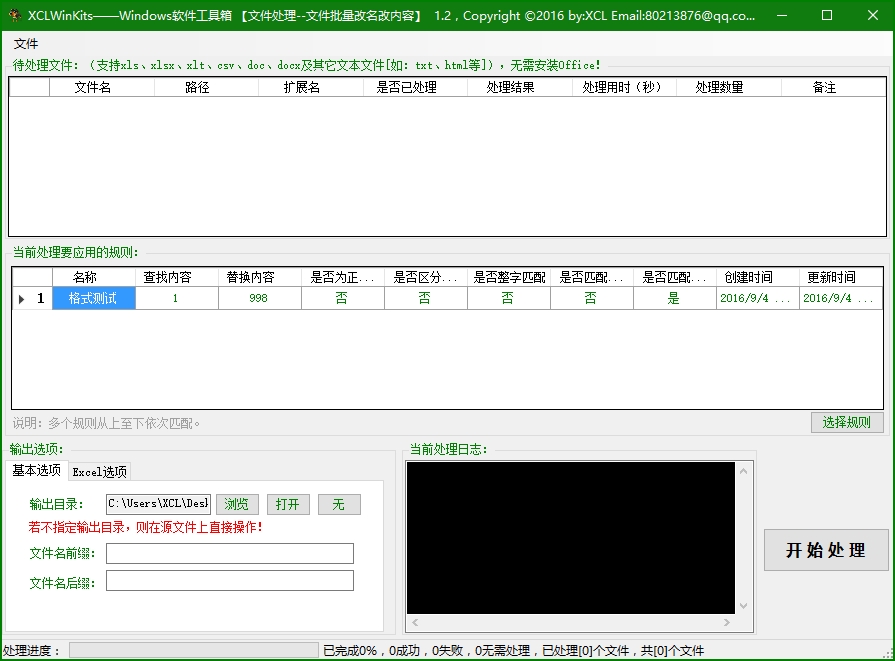 XCLWinKits——Windows软件工具箱 【文件处理--文件批量改名改内容】 1.2，Copyright ©2016 by:XCL Email:80213876@qq.co...
文件
待处理文件：（支持xls、xlsx、xlt、csv、doc、docx及其它文本文件[如：txt、html等]），无需安装Office！
文件名 路径 扩展名 是否已处理 处理结果 处理用时（秒） 处理数量 备注
当前处理要应用的规则：
名称 查找内容 替换内容 是否为正... 是否区分... 是否整字匹配 是否匹配... 是否匹配... 创建时间 更新时间
1 格式测试 1 998 否 否 否 否 是 2016/9/4 ... 2016/9/4 ...
说明：多个规则从上至下依次匹配。 选择规则
输出选项：
基本选项 Excel选项
输出目录： C:\Users\XCL\Des 浏览 打开 无
若不指定输出目录，则在源文件上直接操作！
文件名前缀：
文件名后缀：
当前处理日志：
开始处理
处理进度： 已完成0%，0成功，0失败，0无需处理，已处理[0]个文件，共[0]个文件